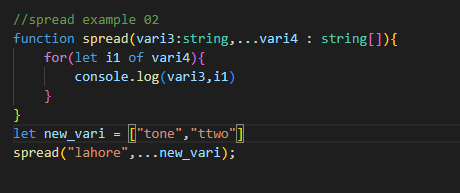 //spread example 02
function spread(vari3:string,...vari4 : string[]){
    for(let i1 of vari4){
        console.log(vari3,i1)
    }
}
let new_vari = ["tone","ttwo"]
spread("lahore",...new_vari);